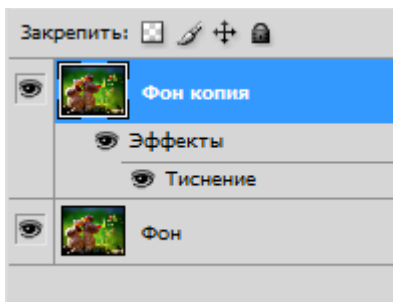 Закрепить:
Фон копия
Эффекты
Тиснение
Фон